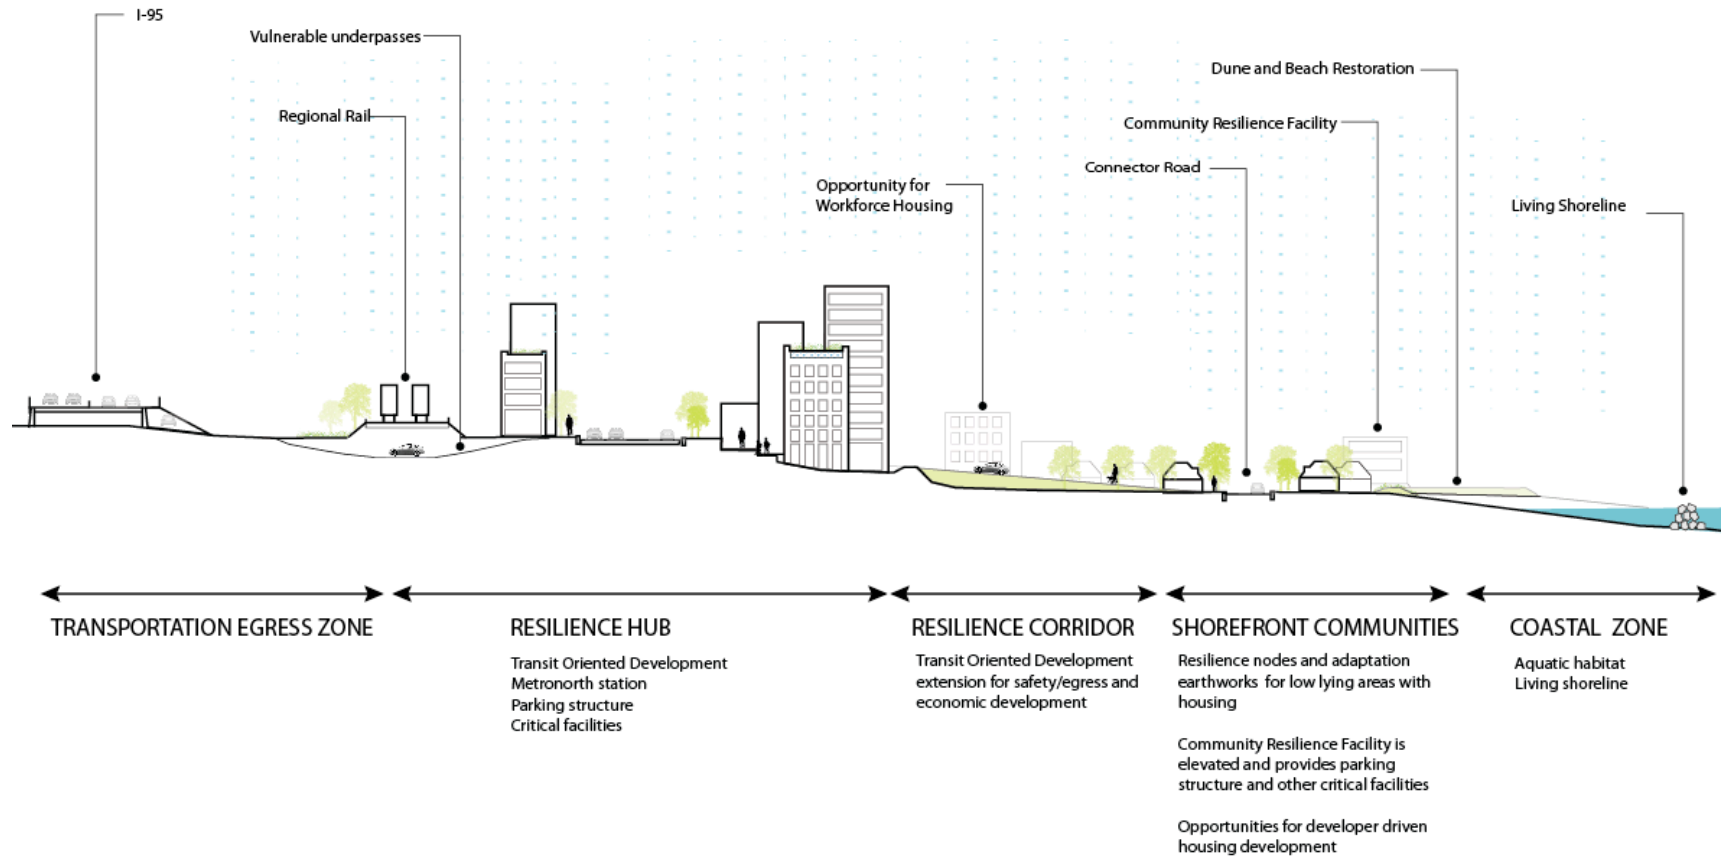 I-95
Vulnerable underpasses
Dune and Beach Restoration
Regional Rail
Community Resilience Facility
Connector Road
Opportunity for
Workforce Housing
Living Shoreline
TRANSPORTATION EGRESS ZONE
RESILIENCE HUB
Transit Oriented Development
Metronorth station
Parking structure
Critical facilities
RESILIENCE CORRIDOR
Transit Oriented Development
extension for safety/egress and
economic development
SHOREFRONT COMMUNITIES
Resilience nodes and adaptation
earthworks for low lying areas with
housing
Community Resilience Facility is
elevated and provides parking
structure and other critical facilities
Opportunities for developer driven
housing development
COASTAL ZONE
Aquatic habitat
Living shoreline